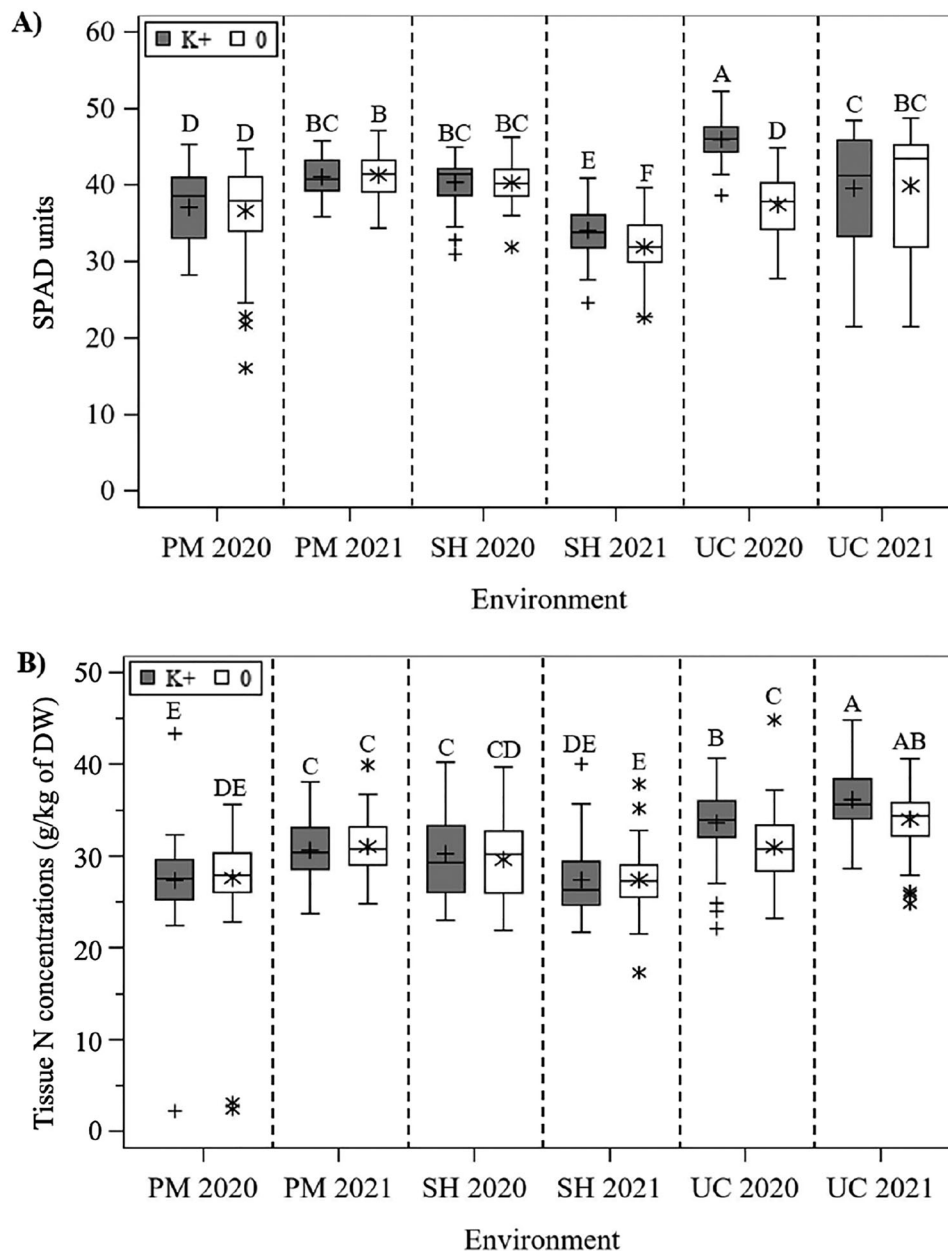 A)
K+ 0
60
50
40
30
20
10
0
SPAD units
D D BC B BC BC E F A D C BC
PM 2020 PM 2021 SH 2020 SH 2021 UC 2020 UC 2021
Environment
B)
K+ 0
50
40
30
20
10
0
Tissue N concentrations (g/kg of DW)
E DE C C C CD DE E B C A AB
PM 2020 PM 2021 SH 2020 SH 2021 UC 2020 UC 2021
Environment